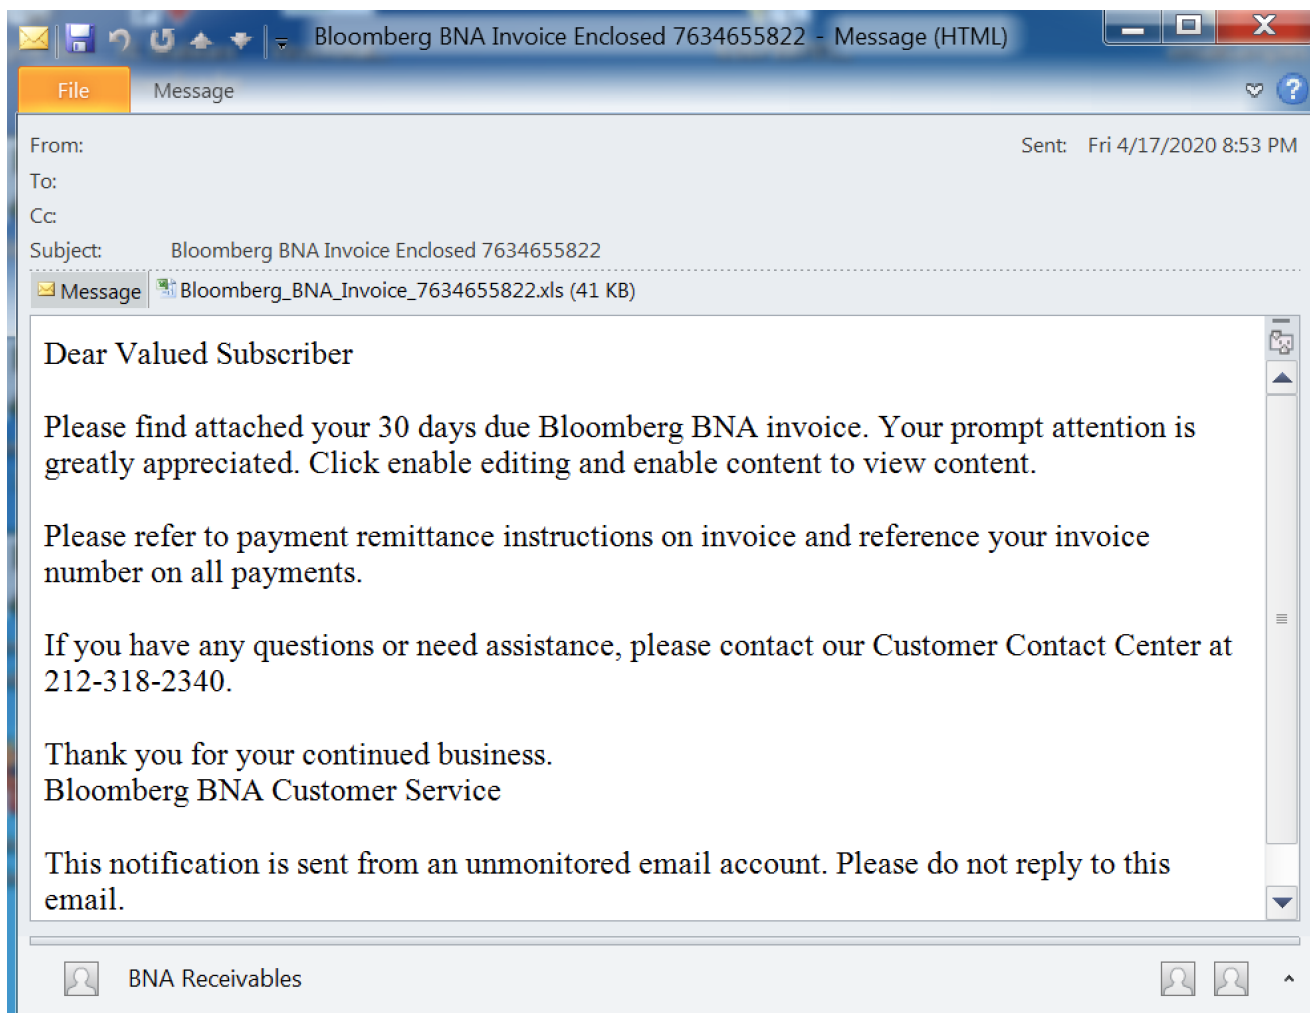 Bloomberg BNA Invoice Enclosed 7634655822 - Message (HTML)
File Message
From: Sent: Fri 4/17/2020 8:53 PM
To:
Cc:
Subject: Bloomberg BNA Invoice Enclosed 7634655822
Message Bloomberg_BNA_Invoice_7634655822.xls (41 KB)
Dear Valued Subscriber
Please find attached your 30 days due Bloomberg BNA invoice. Your prompt attention is
greatly appreciated. Click enable editing and enable content to view content.
Please refer to payment remittance instructions on invoice and reference your invoice
number on all payments.
If you have any questions or need assistance, please contact our Customer Contact Center at
212-318-2340.
Thank you for your continued business.
Bloomberg BNA Customer Service
This notification is sent from an unmonitored email account. Please do not reply to this
email.
BNA Receivables